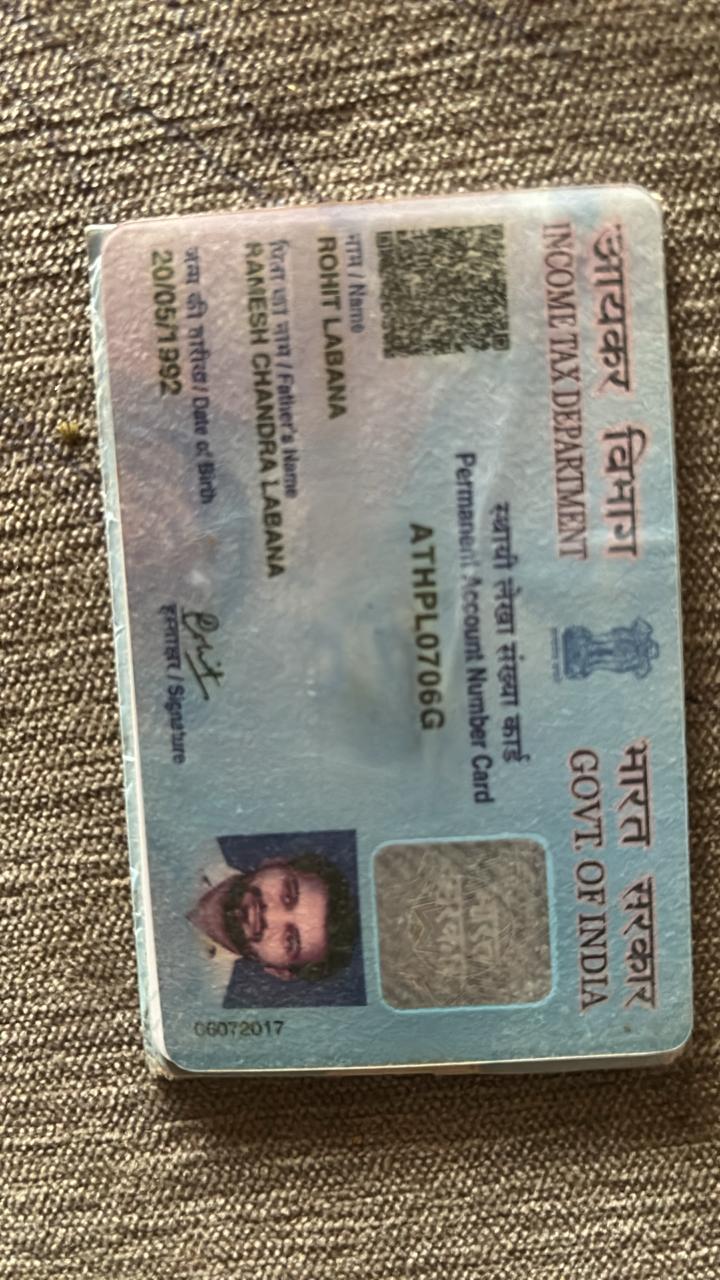 आयकर विभाग
INCOME TAX DEPARTMENT
भारत सरकार
GOVT. OF INDIA
स्थायी लेखा संख्या कार्ड
Permanent Account Number Card
ATHPL0706G
नाम / Name
ROHIT LABANA
पिता का नाम / Father's Name
RAMESH CHANDRA LABANA
जन्म की तारीख / Date of Birth
20/05/1992
हस्ताक्षर / Signature
06072017